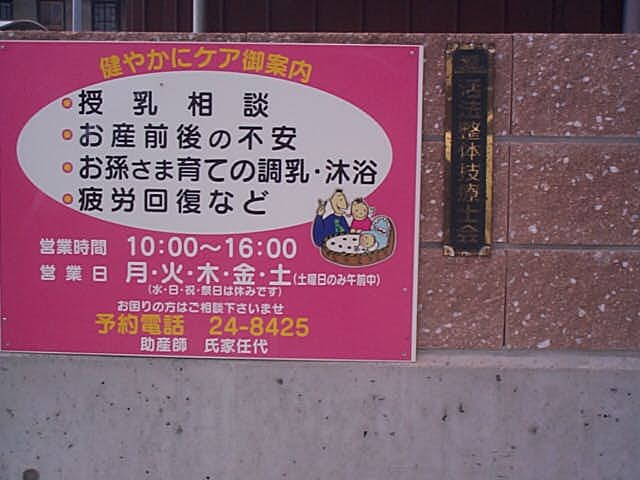 健やかにケア御案内
・授乳相談
・お産前後の不安
・お孫さま育ての調乳・沐浴
・疲労回復など
営業時間 10:00～16:00
営業日 月・火・木・金・土(土曜日のみ午前中)
(水・日・祝・祭日は休みです)
お困りの方はご相談下さいませ
予約電話 24-8425
助産師 氏家任代
活法整体技療士会